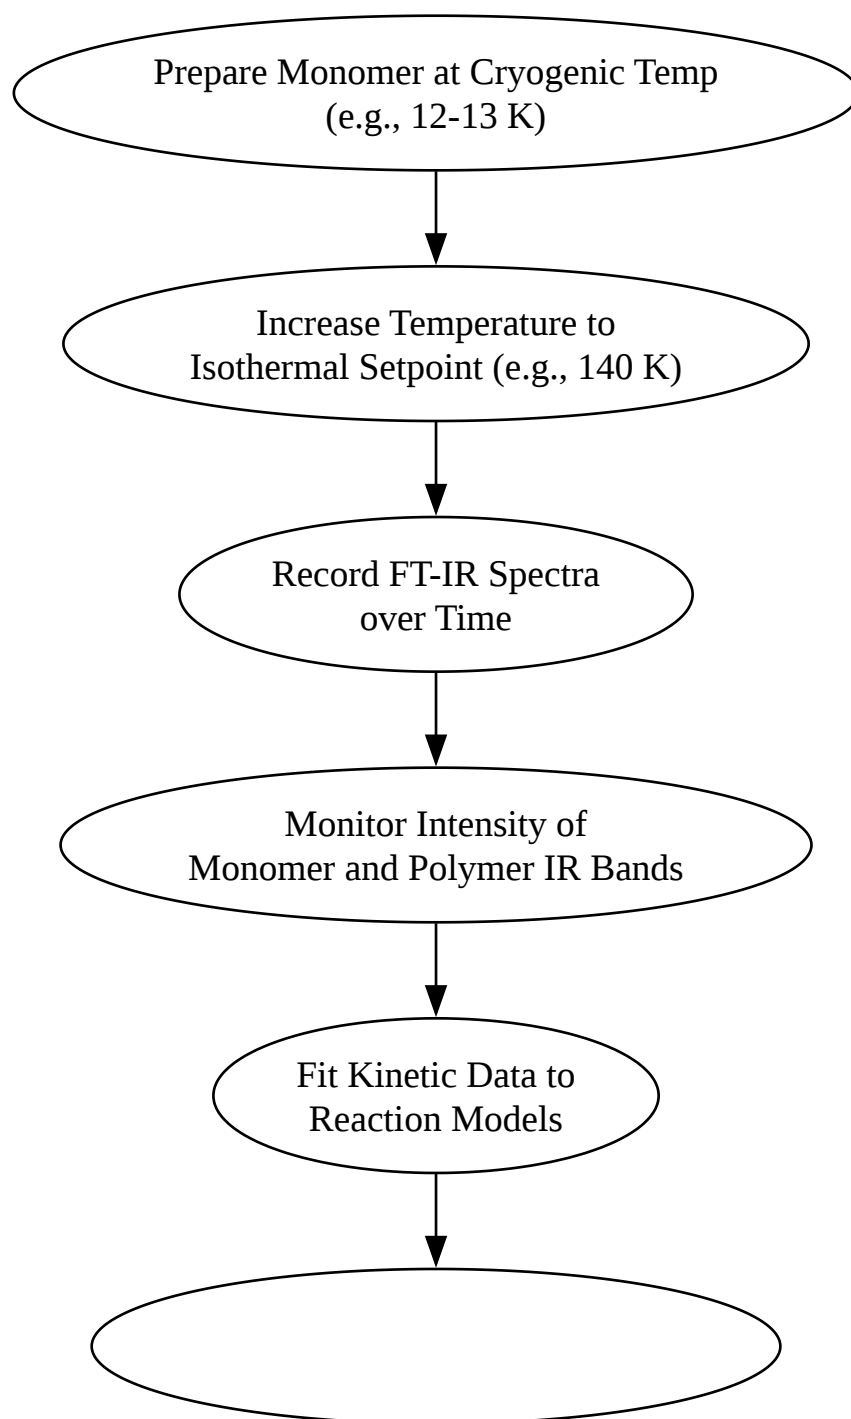 Prepare Monomer at Cryogenic Temp
(e.g., 12-13 K)
Increase Temperature to
Isothermal Setpoint (e.g., 140 K)
Record FT-IR Spectra
over Time
Monitor Intensity of
Monomer and Polymer IR Bands
Fit Kinetic Data to
Reaction Models